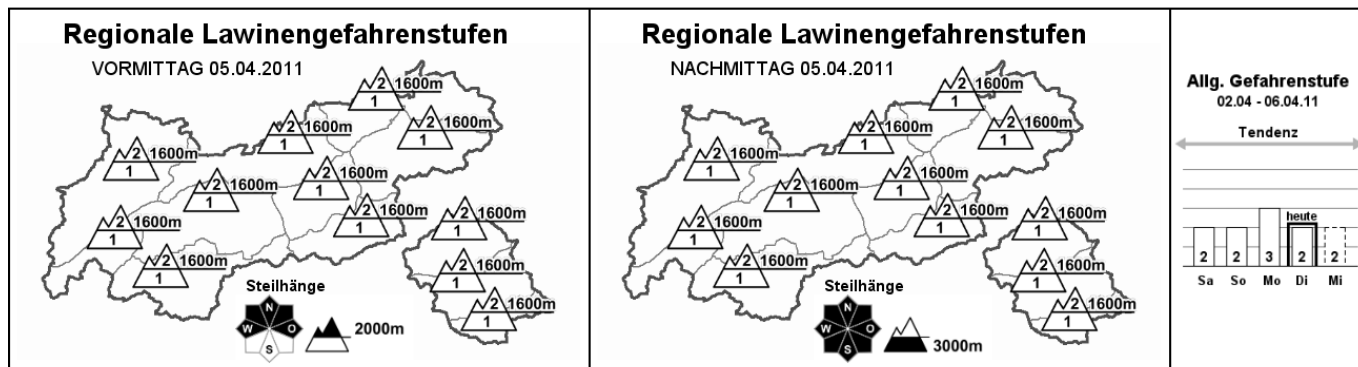 Regionale Lawinengefahrenstufen
VORMITTAG 05.04.2011
2 1600m
1
2 1600m
1
2 1600m
1
2 1600m
1
2 1600m
1
2 1600m
1
2 1600m
1
2 1600m
1
2 1600m
1
2 1600m
1
2 1600m
1
2 1600m
1
Steilhänge
N
W O
S
2000m
Regionale Lawinengefahrenstufen
NACHMITTAG 05.04.2011
2 1600m
1
2 1600m
1
2 1600m
1
2 1600m
1
2 1600m
1
2 1600m
1
2 1600m
1
2 1600m
1
2 1600m
1
2 1600m
1
2 1600m
1
2 1600m
1
Steilhänge
N
W O
S
3000m
Allg. Gefahrenstufe
02.04 - 06.04.11
Tendenz
heute
2 2 3 2 2
Sa So Mo Di Mi